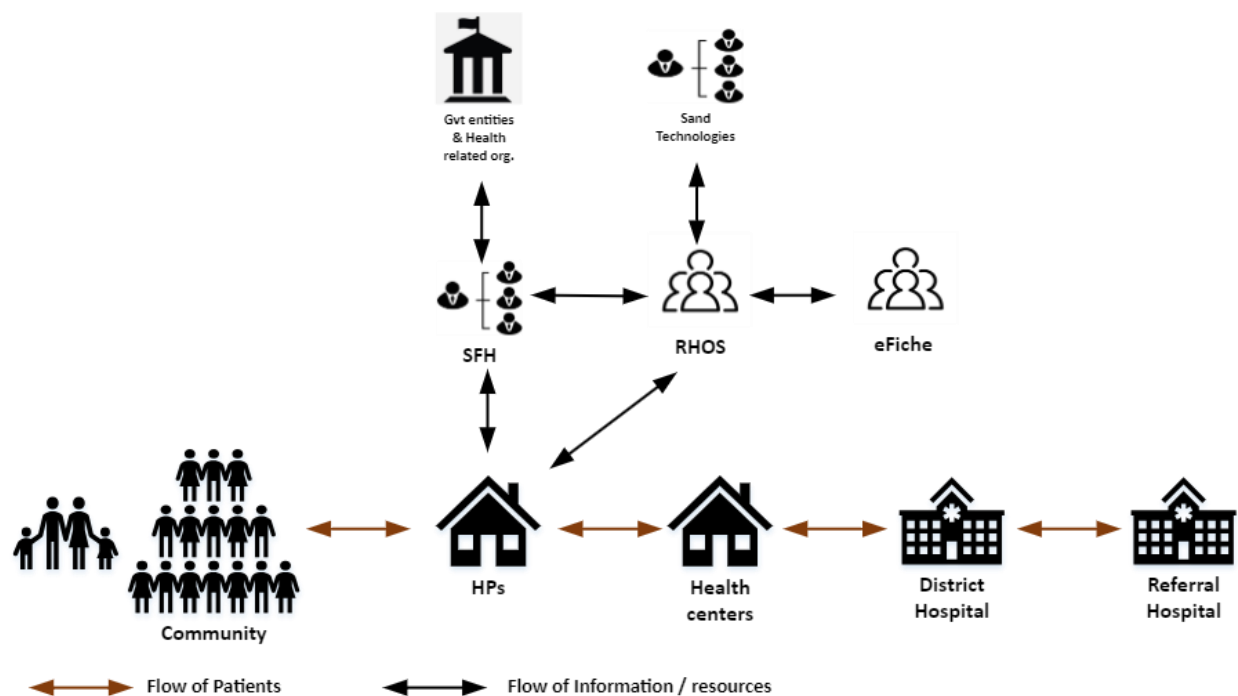 Gvt entities
& Health
related org.
Sand
Technologies
SFH
RHOS
eFiche
Community
HPs
Health
centers
District
Hospital
Referral
Hospital
Flow of Patients
Flow of Information / resources